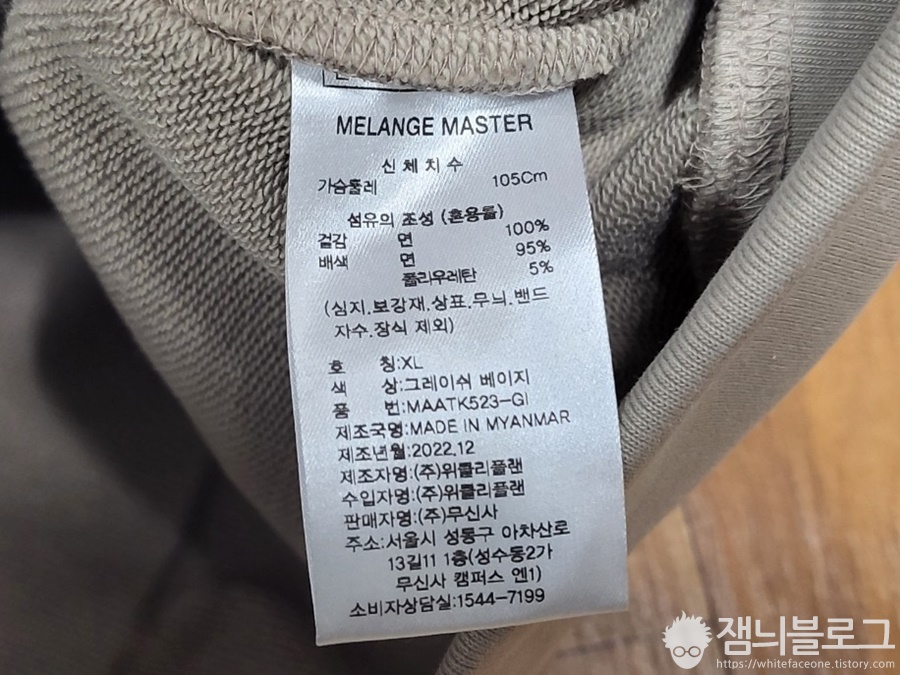 MELANGE MASTER
신체치수
가슴둘레 105Cm
섬유의 조성 (혼용률)
겉감 면 100%
배색 면 95%
폴리우레탄 5%
(심지.보강재.상표.무늬.밴드
자수.장식 제외)
호 칭:XL
색 상:그레이쉬 베이지
품 번:MAATK523-GI
제조국명:MADE IN MYANMAR
제조년월:2022.12
제조자명:(주)위클리플랜
수입자명:(주)위클리플랜
판매자명:(주)무신사
주소:서울시 성동구 아차산로
13길11 1층(성수동2가
무신사 캠퍼스 엔1)
소비자상담실:1544-7199
잼늬블로그
https://whitefaceone.tistory.com